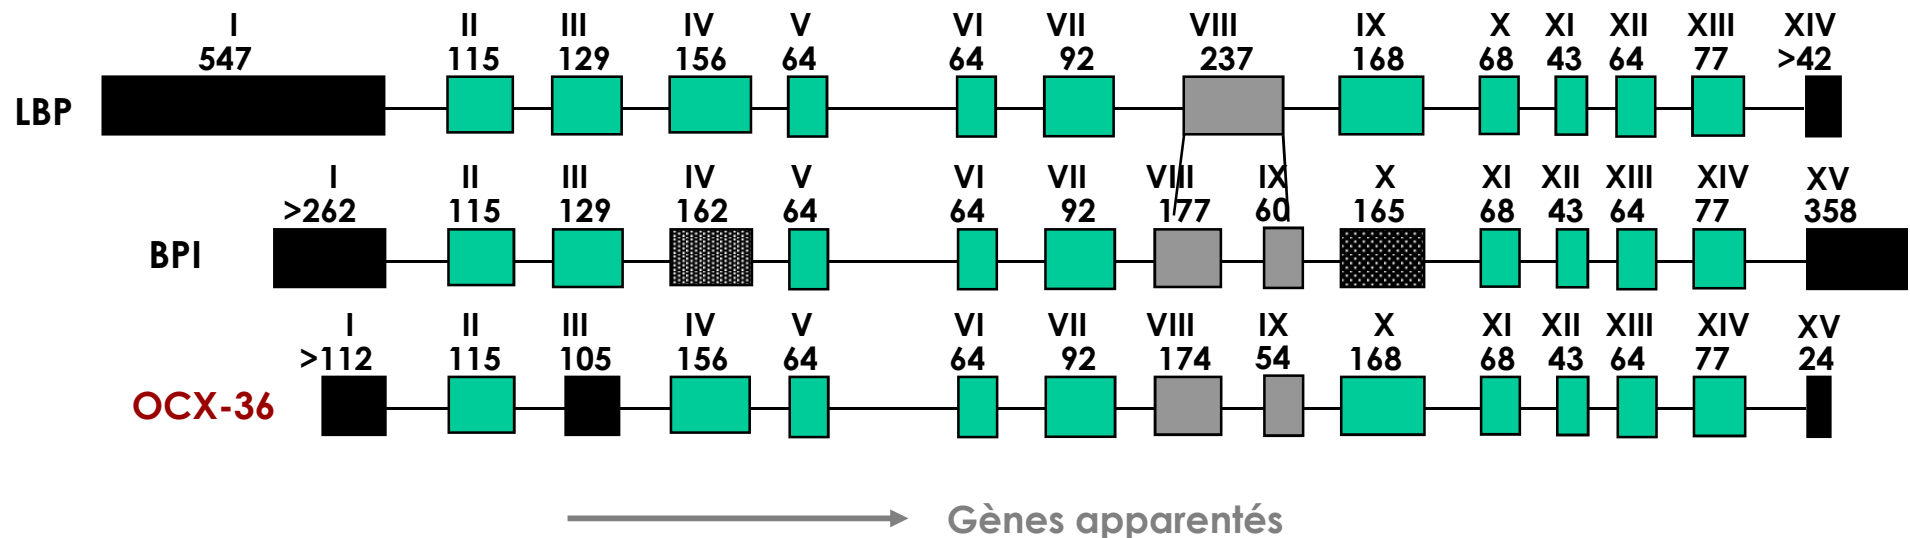 I II III IV V VI VII VIII IX X XI XII XIII XIV
547 115 129 156 64 64 92 237 168 68 43 64 77 >42
LBP
I II III IV V VI VII VIII IX X XI XII XIII XIV XV
>262 115 129 162 64 64 92 177 60 165 68 43 64 77 358
BPI
I II III IV V VI VII VIII IX X XI XII XIII XIV XV
>112 115 105 156 64 64 92 174 54 168 68 43 64 77 24
OCX-36
Gènes apparentés